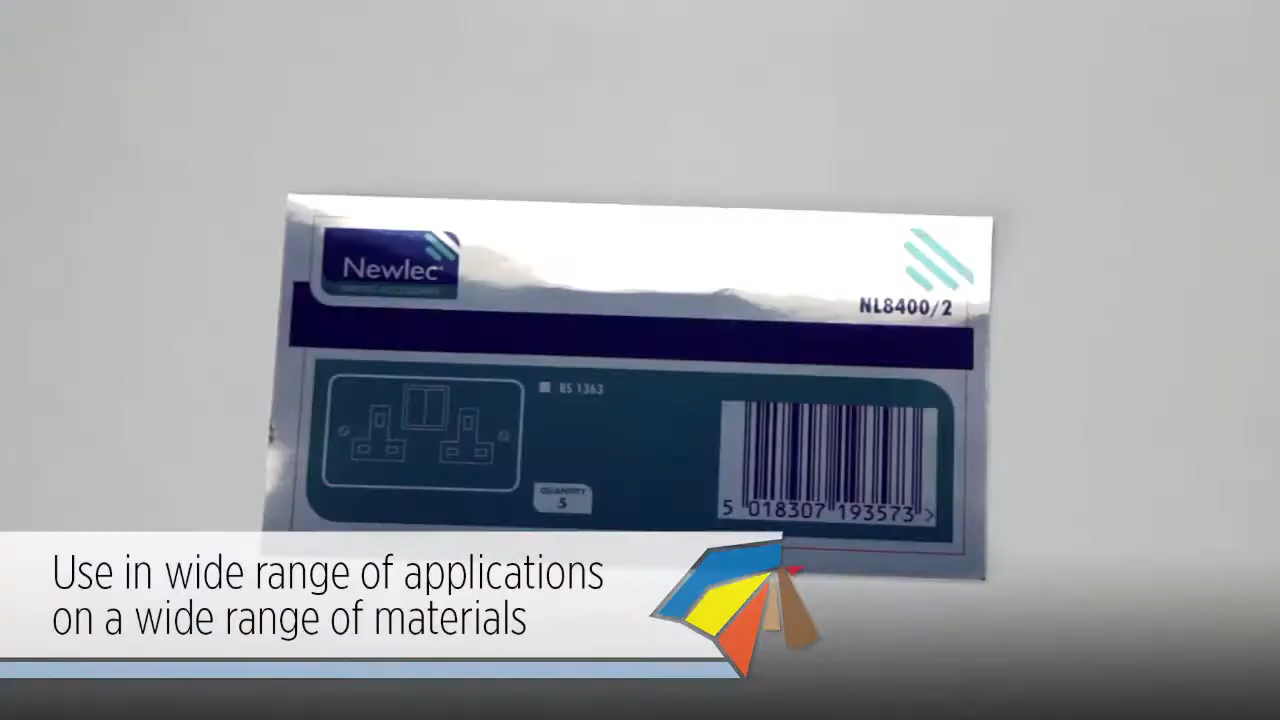 Newlec
NL8400/2
BS 1363
QUANTITY
5
5 018307 193573 >
Use in wide range of applications
on a wide range of materials